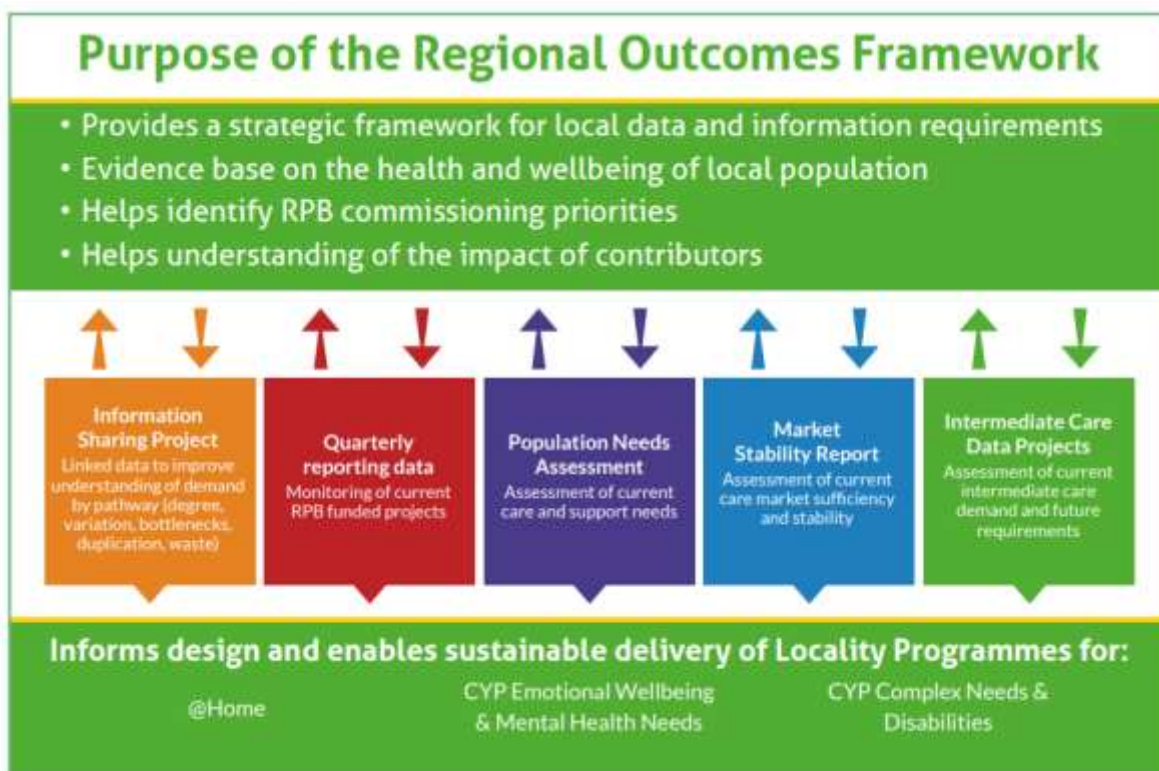 Purpose of the Regional Outcomes Framework
• Provides a strategic framework for local data and information requirements
• Evidence base on the health and wellbeing of local population
• Helps identify RPB commissioning priorities
• Helps understanding of the impact of contributors
Information
Sharing Project
Linked data to improve
understanding of demand
by pathway (degree,
variation, bottlenecks,
duplication, waste)
Quarterly
reporting data
Monitoring of current
RPB funded projects
Population Needs
Assessment
Assessment of current
care and support needs
Market
Stability Report
Assessment of current
care market sufficiency
and stability
Intermediate Care
Data Projects
Assessment of current
intermediate care
demand and future
requirements
Informs design and enables sustainable delivery of Locality Programmes for:
@Home
CYP Emotional Wellbeing
& Mental Health Needs
CYP Complex Needs &
Disabilities